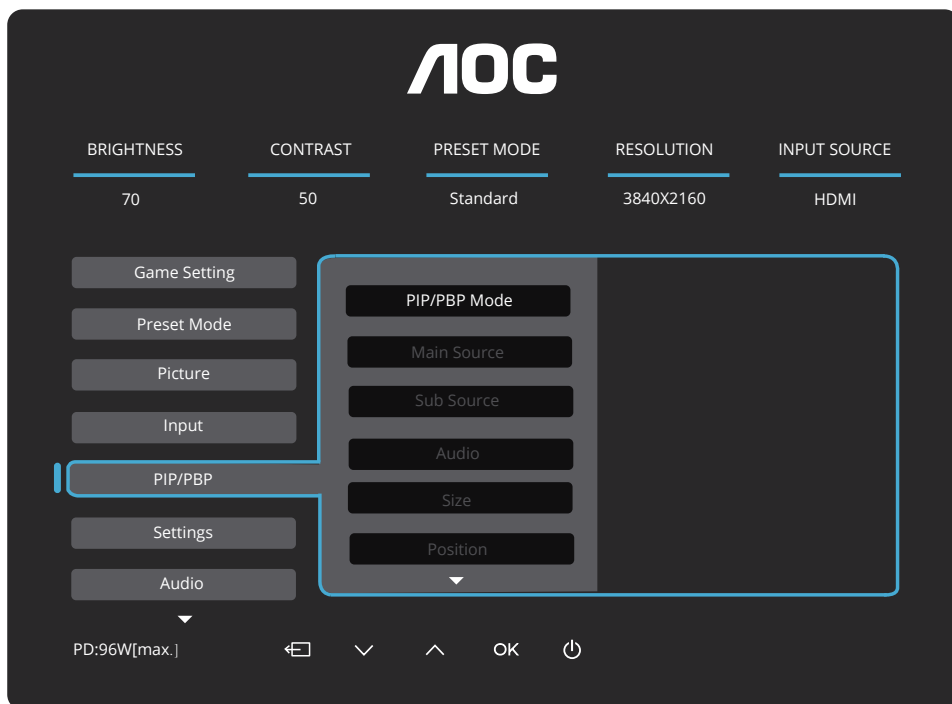 AOC
BRIGHTNESS CONTRAST PRESET MODE RESOLUTION INPUT SOURCE
70 50 Standard 3840X2160 HDMI
Game Setting
Preset Mode
Picture
Input
PIP/PBP
Settings
Audio
PIP/PBP Mode
Main Source
Sub Source
Audio
Size
Position
PD:96W[max.] OK